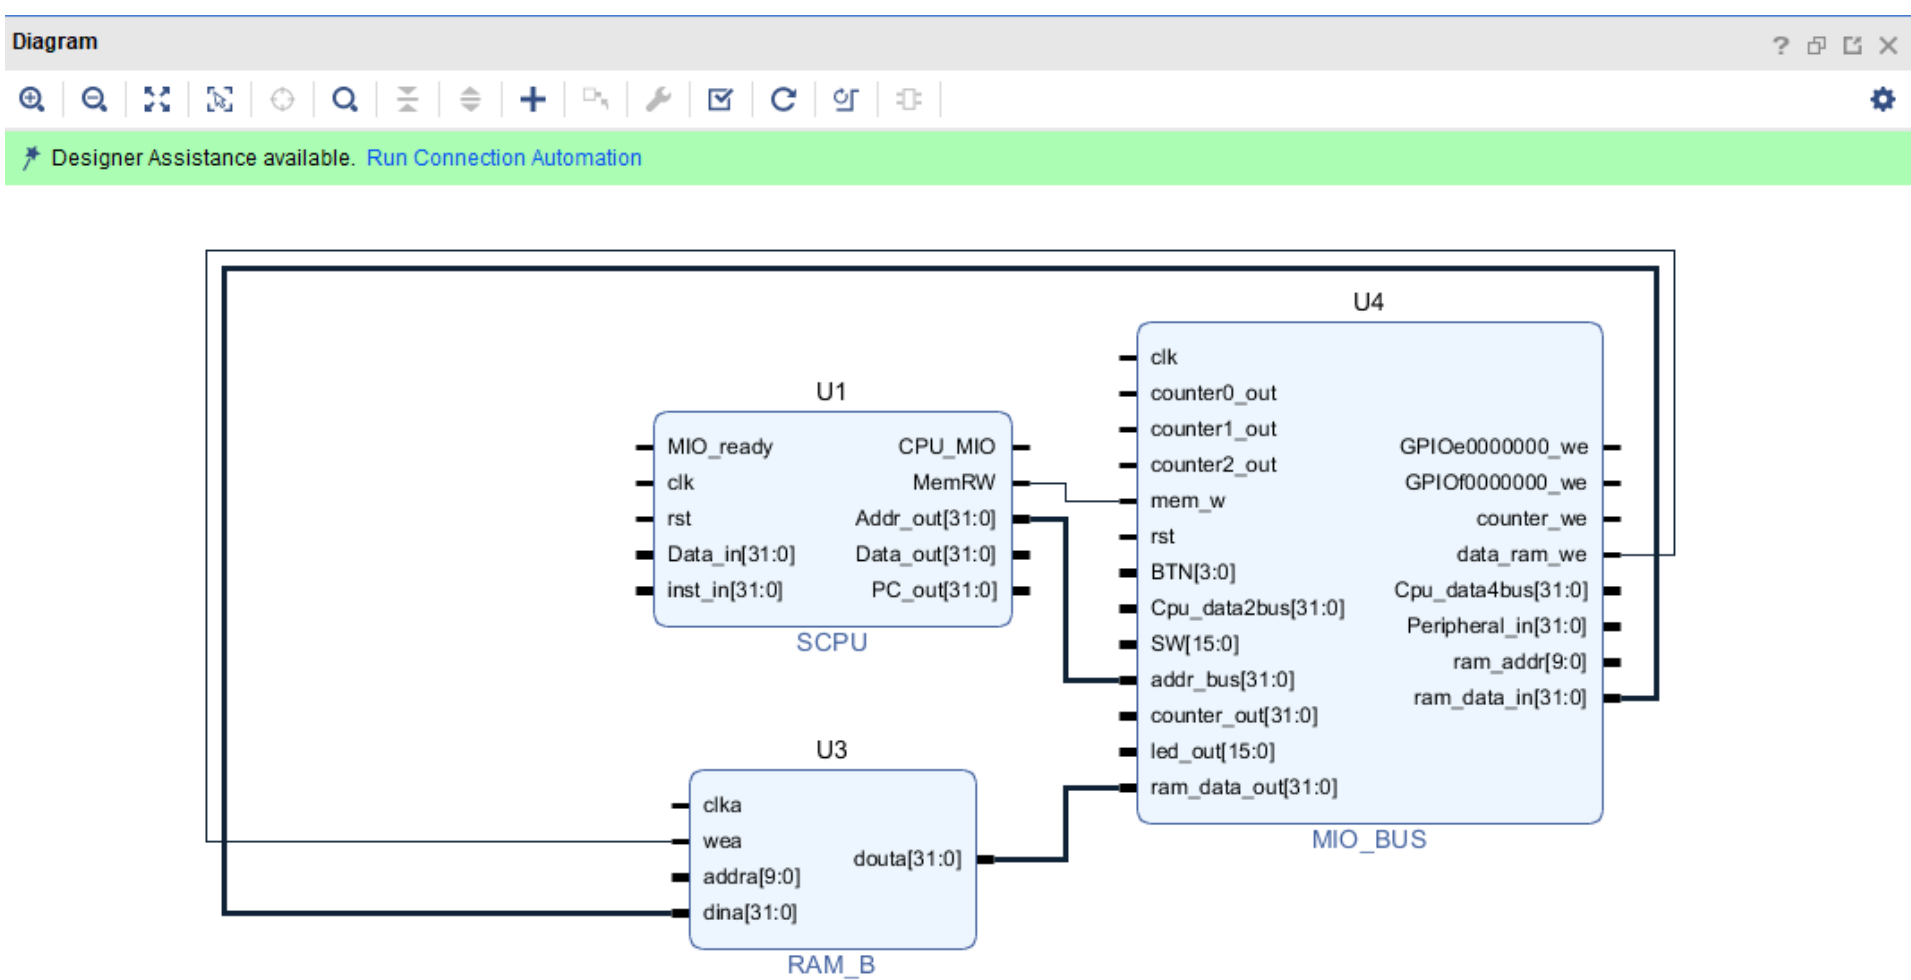 Diagram
Designer Assistance available. Run Connection Automation
U1
MIO_ready
clk
rst
Data_in[31:0]
inst_in[31:0]
CPU_MIO
MemRW
Addr_out[31:0]
Data_out[31:0]
PC_out[31:0]
SCPU
U3
clka
wea
addra[9:0]
dina[31:0]
douta[31:0]
RAM_B
U4
clk
counter0_out
counter1_out
counter2_out
mem_w
rst
BTN[3:0]
Cpu_data2bus[31:0]
SW[15:0]
addr_bus[31:0]
counter_out[31:0]
led_out[15:0]
ram_data_out[31:0]
GPIOe0000000_we
GPIOf0000000_we
counter_we
data_ram_we
Cpu_data4bus[31:0]
Peripheral_in[31:0]
ram_addr[9:0]
ram_data_in[31:0]
MIO_BUS